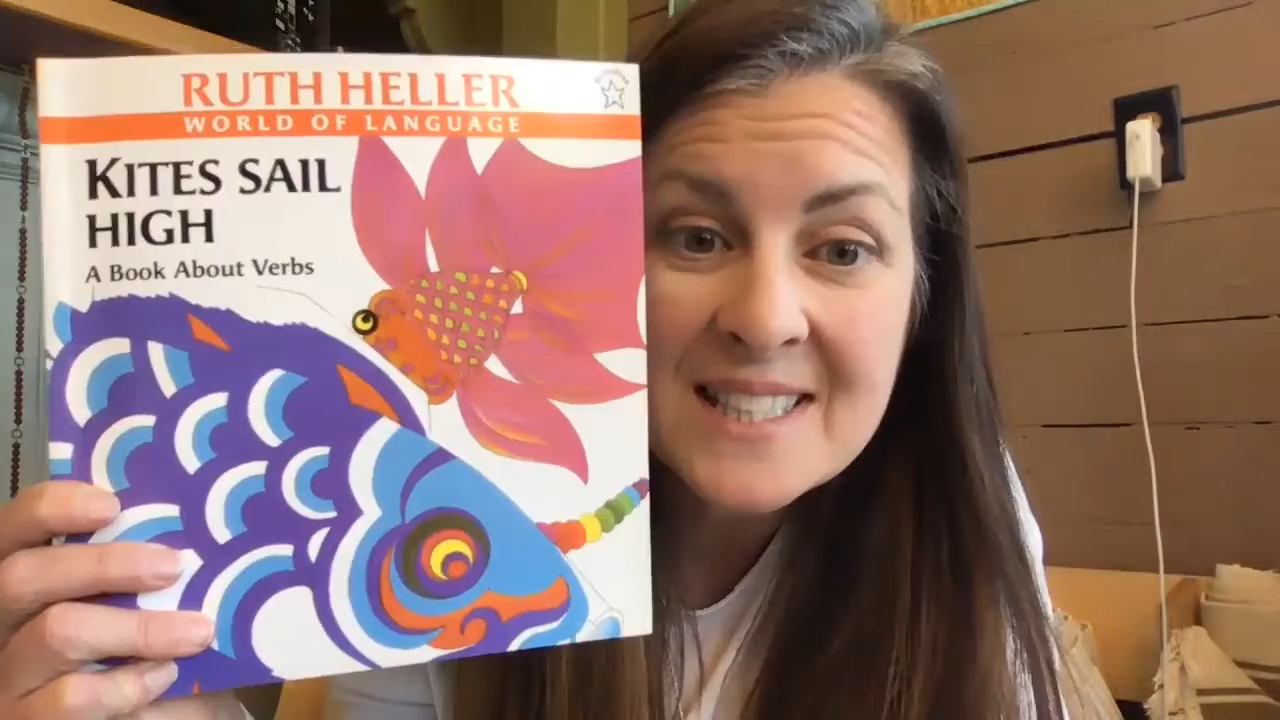 RUTH HELLER
WORLD OF LANGUAGE
KITES SAIL
HIGH
A Book About Verbs